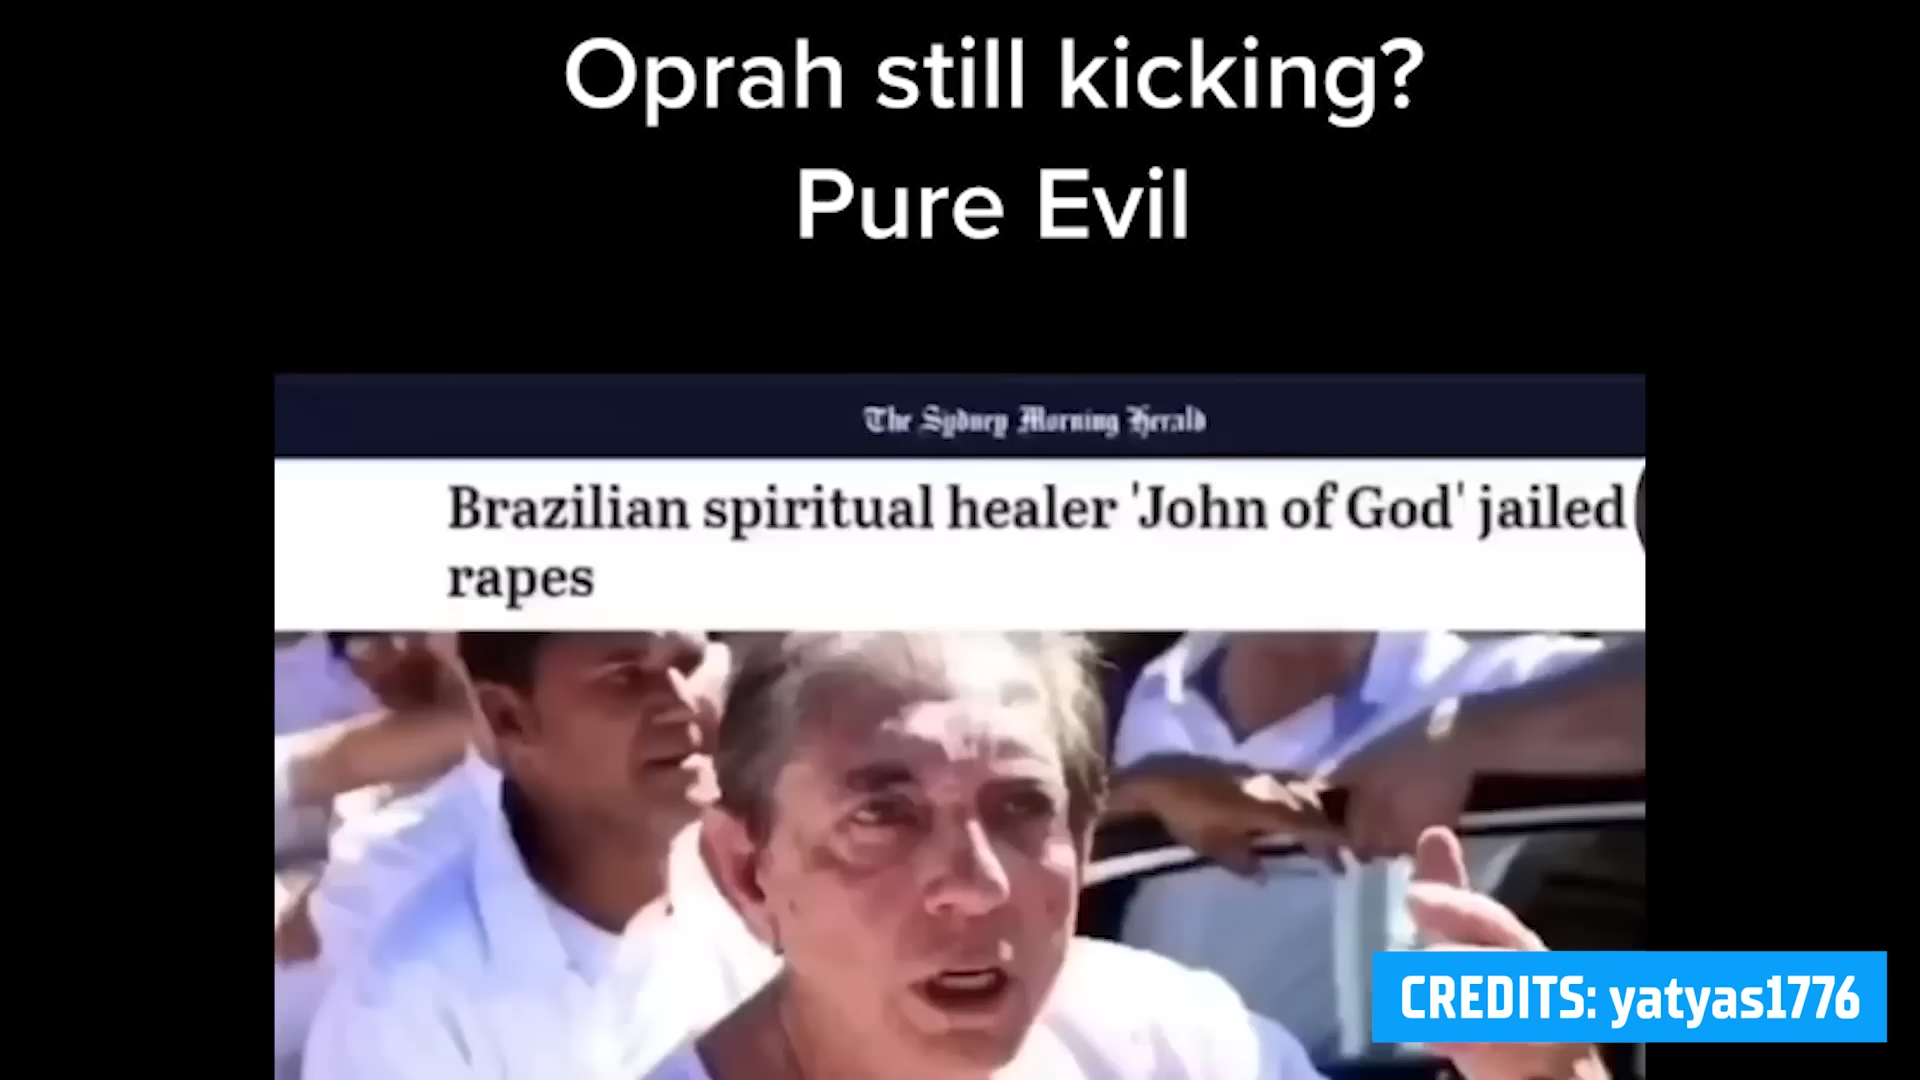 Oprah still kicking?
Pure Evil
The Sydney Morning Herald
Brazilian spiritual healer 'John of God' jailed
rapes
CREDITS: yatyas1776